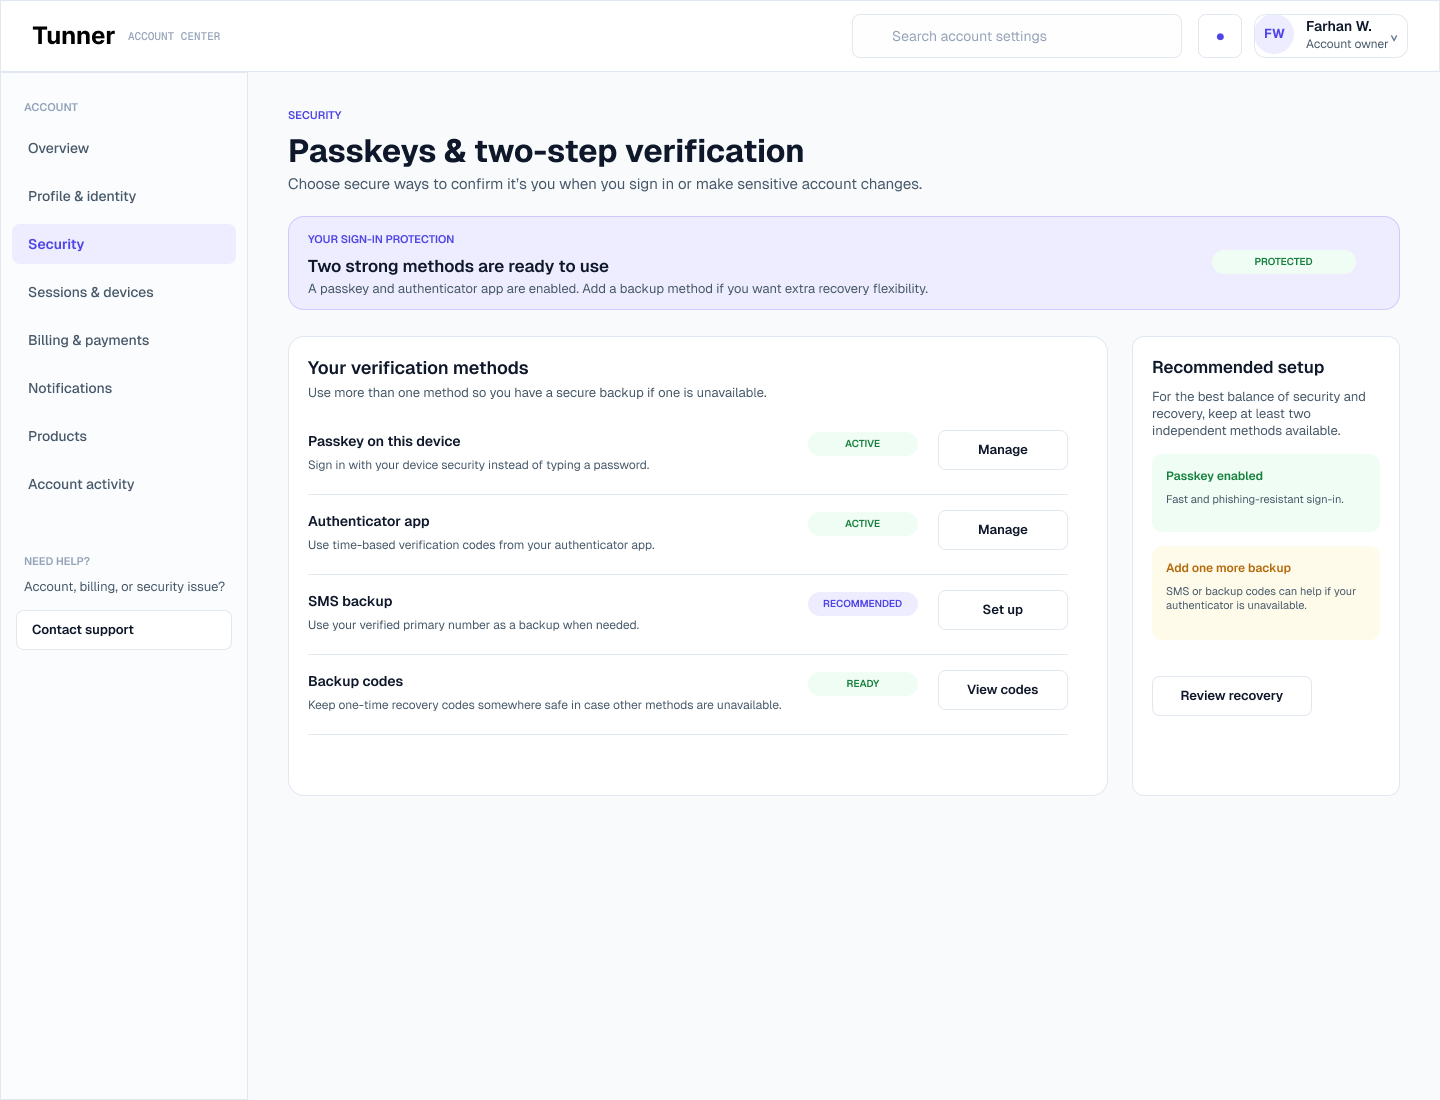 Tunner
ACCOUNT CENTER
Search account settings
FW
Farhan W.
Account owner
ACCOUNT
Overview
Profile & identity
Security
Sessions & devices
Billing & payments
Notifications
Products
Account activity
NEED HELP?
Account, billing, or security issue?
Contact support
SECURITY
Passkeys & two-step verification
Choose secure ways to confirm it's you when you sign in or make sensitive account changes.
YOUR SIGN-IN PROTECTION
Two strong methods are ready to use
A passkey and authenticator app are enabled. Add a backup method if you want extra recovery flexibility.
PROTECTED
Your verification methods
Use more than one method so you have a secure backup if one is unavailable.
Passkey on this device
Sign in with your device security instead of typing a password.
ACTIVE
Manage
Authenticator app
Use time-based verification codes from your authenticator app.
ACTIVE
Manage
SMS backup
Use your verified primary number as a backup when needed.
RECOMMENDED
Set up
Backup codes
Keep one-time recovery codes somewhere safe in case other methods are unavailable.
READY
View codes
Recommended setup
For the best balance of security and
recovery, keep at least two
independent methods available.
Passkey enabled
Fast and phishing-resistant sign-in.
Add one more backup
SMS or backup codes can help if your
authenticator is unavailable.
Review recovery